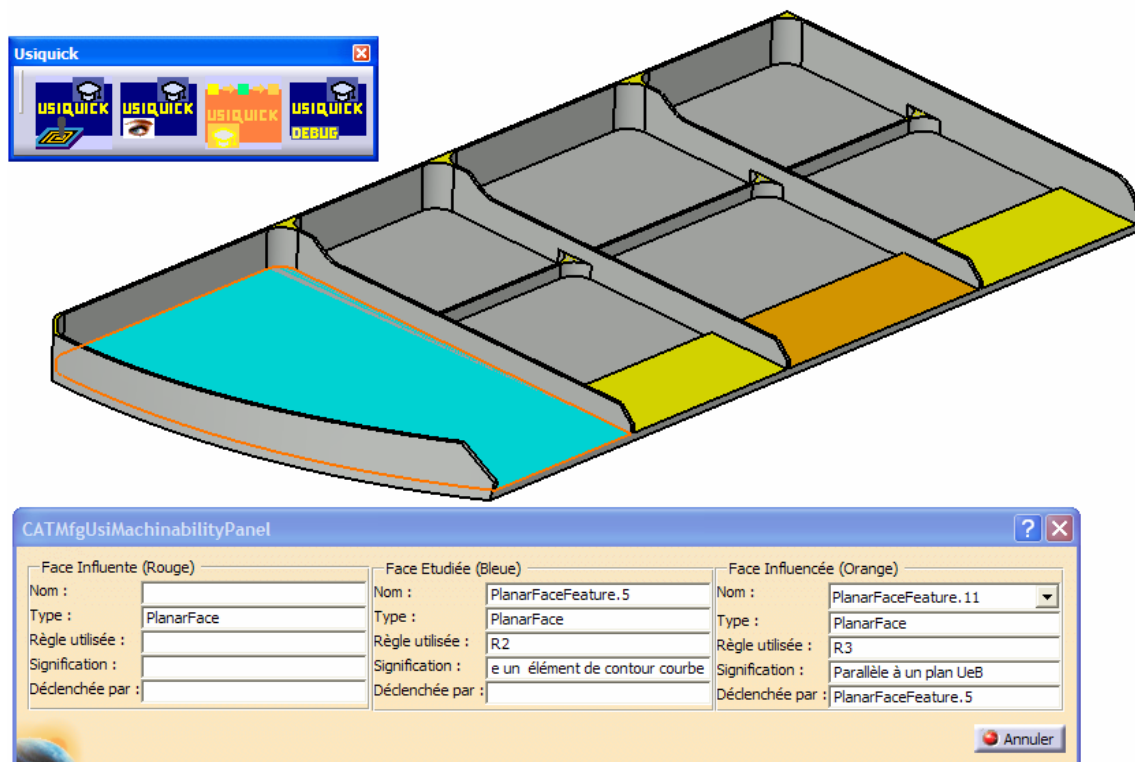 Usiquick
USIQUICK USIQUICK USIQUICK USIQUICK
DEBUG
CATMfgUsiMachinabilityPanel
Face Influente (Rouge)
Nom :
Type : PlanarFace
Règle utilisée :
Signification :
Déclenchée par :
Face Etudiée (Bleue)
Nom : PlanarFaceFeature.5
Type : PlanarFace
Règle utilisée : R2
Signification : e un élément de contour courbe
Déclenchée par :
Face Influencée (Orange)
Nom : PlanarFaceFeature.11
Type : PlanarFace
Règle utilisée : R3
Signification : Parallèle à un plan UeB
Déclenchée par : PlanarFaceFeature.5
Annuler